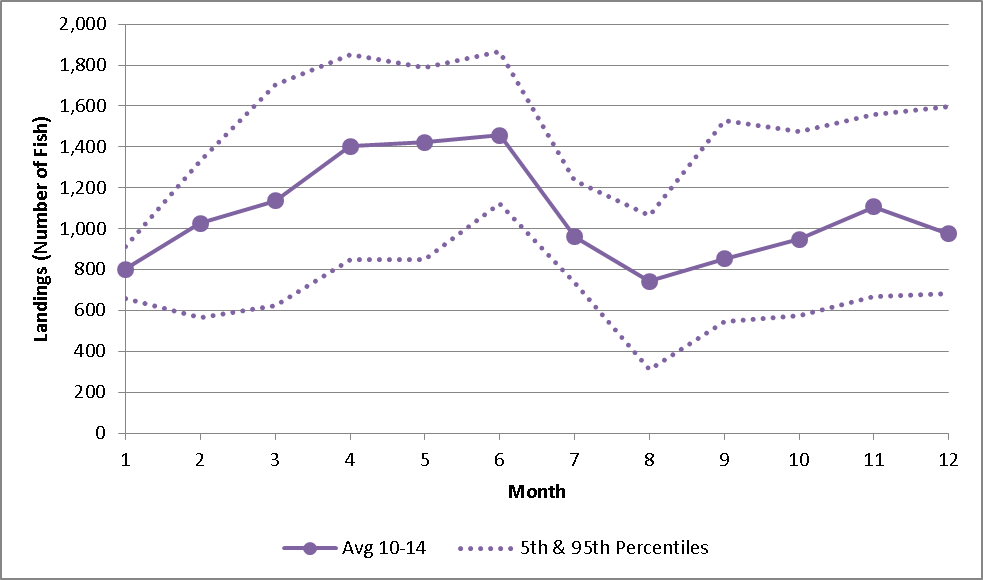 2,000
1,800
1,600
1,400
1,200
1,000
800
600
400
200
0
Landings (Number of Fish)
1 2 3 4 5 6 7 8 9 10 11 12
Month
Avg 10-14 5th & 95th Percentiles